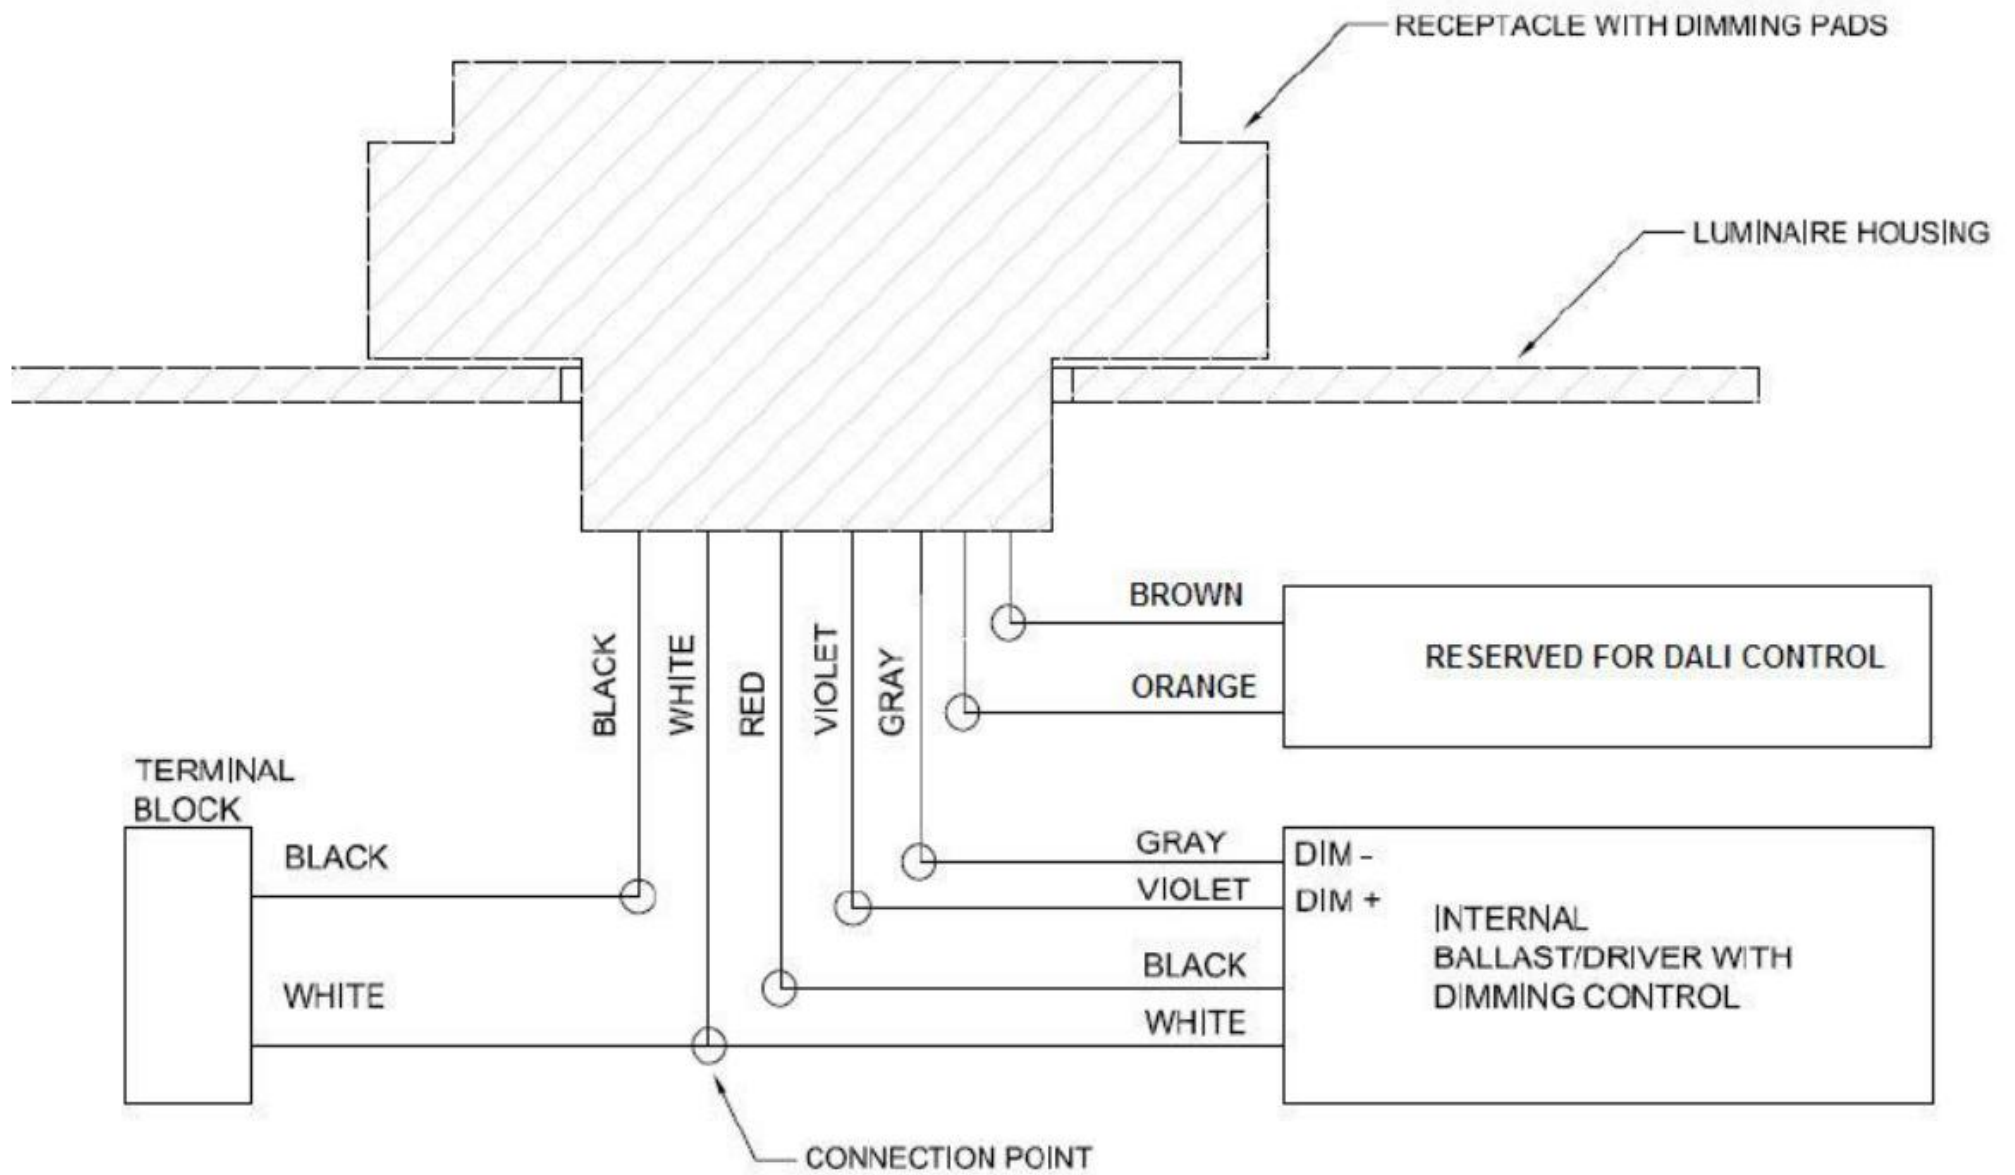 RECEPTACLE WITH DIMMING PADS
LUMINAIRE HOUSING
BROWN
RESERVED FOR DALI CONTROL
ORANGE
BLACK
WHITE
RED
VIOLET
GRAY
TERMINAL
BLOCK
BLACK
WHITE
GRAY
DIM -
VIOLET
DIM +
BLACK
WHITE
INTERNAL
BALLAST/DRIVER WITH
DIMMING CONTROL
CONNECTION POINT